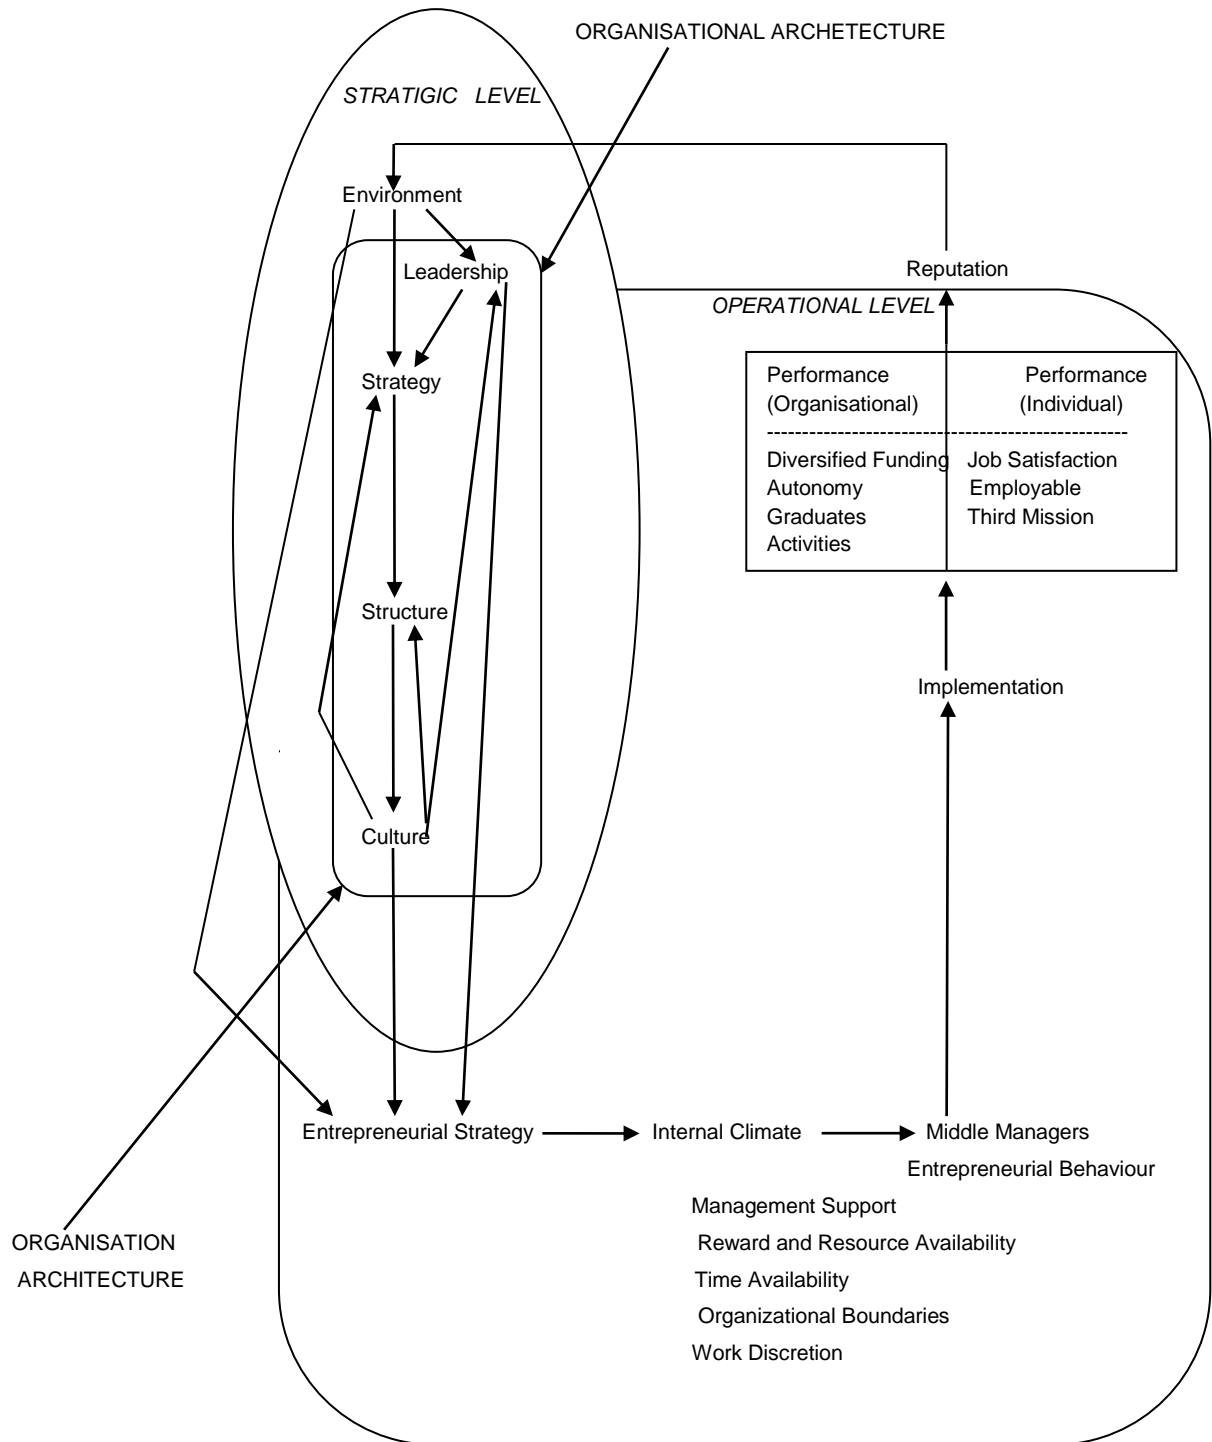 ORGANISATIONAL ARCHETECTURE
STRATIGIC LEVEL
Environment
Leadership
Reputation
OPERATIONAL LEVEL
Performance Performance
(Organisational) (Individual)
------------------------------------------------
Diversified Funding Job Satisfaction
Autonomy Employable
Graduates Third Mission
Activities
Strategy
Structure
Implementation
Culture
Entrepreneurial Strategy Internal Climate Middle Managers
Entrepreneurial Behaviour
Management Support
Reward and Resource Availability
Time Availability
Organizational Boundaries
Work Discretion
ORGANISATION
ARCHITECTURE